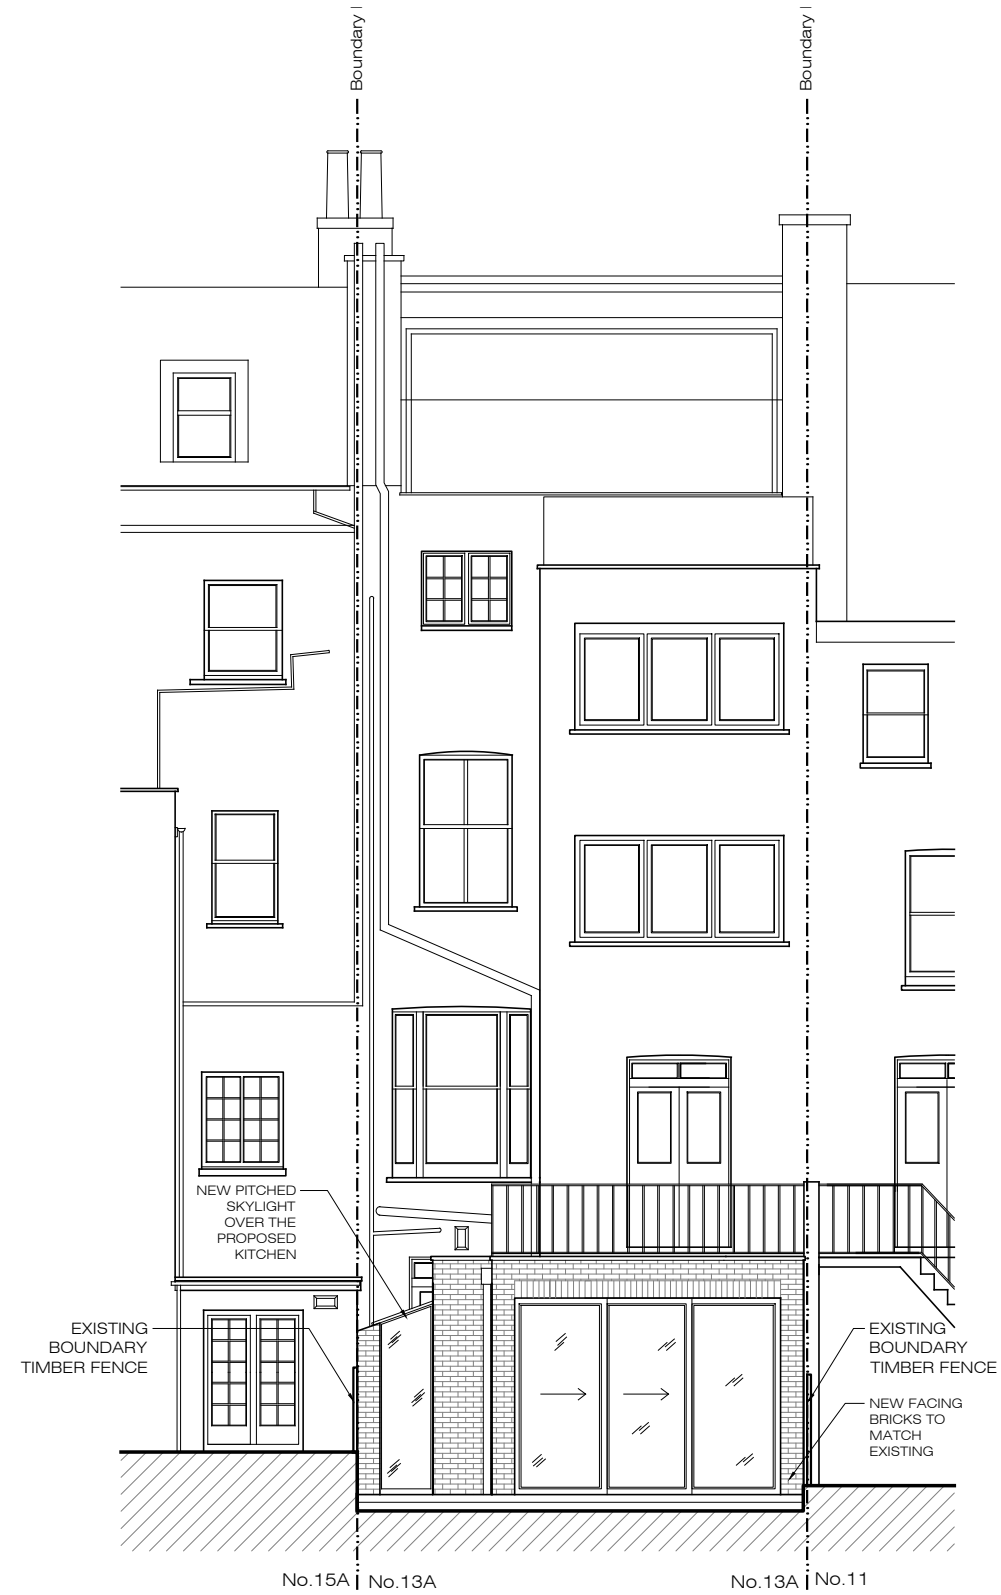 Boundary
Boundary
NEW PITCHED
SKYLIGHT
OVER THE
PROPOSED
KITCHEN
EXISTING
BOUNDARY
TIMBER FENCE
EXISTING
BOUNDARY
TIMBER FENCE
NEW FACING
BRICKS TO
MATCH
EXISTING
No.15A
No.13A
No.13A
No.11